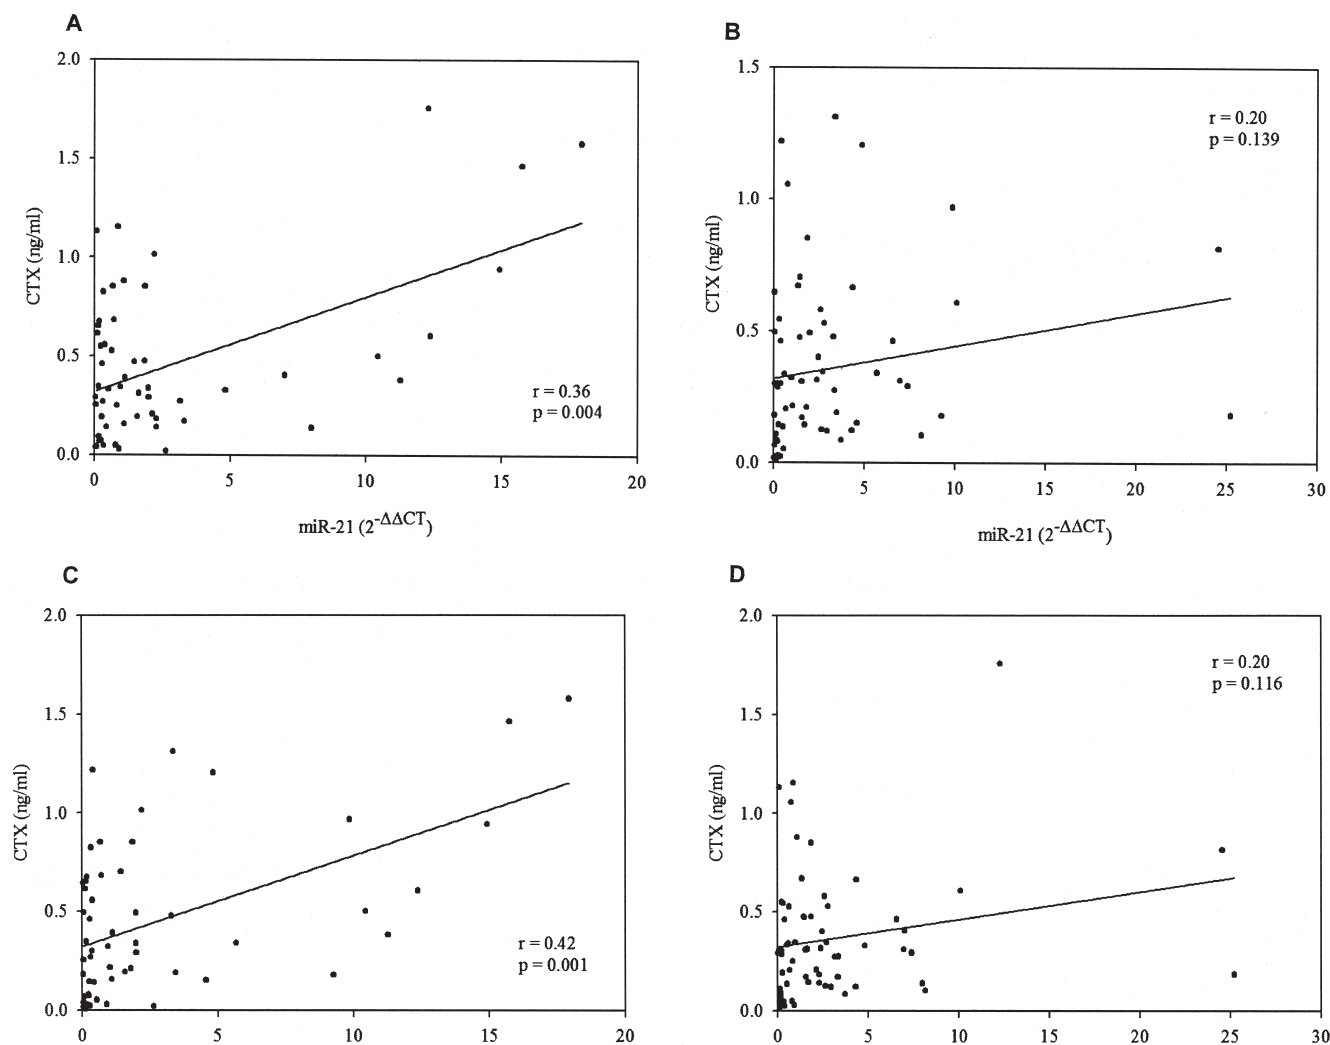 A
2.0
1.5
1.0
0.5
0.0
CTX (ng/ml)
r = 0.36
p = 0.004
0 5 10 15 20
miR-21 (2-ΔΔCT)
B
1.5
1.0
0.5
0.0
CTX (ng/ml)
r = 0.20
p = 0.139
0 5 10 15 20 25 30
miR-21 (2-ΔΔCT)
C
2.0
1.5
1.0
0.5
0.0
CTX (ng/ml)
r = 0.42
p = 0.001
0 5 10 15 20
D
2.0
1.5
1.0
0.5
0.0
CTX (ng/ml)
r = 0.20
p = 0.116
0 5 10 15 20 25 30